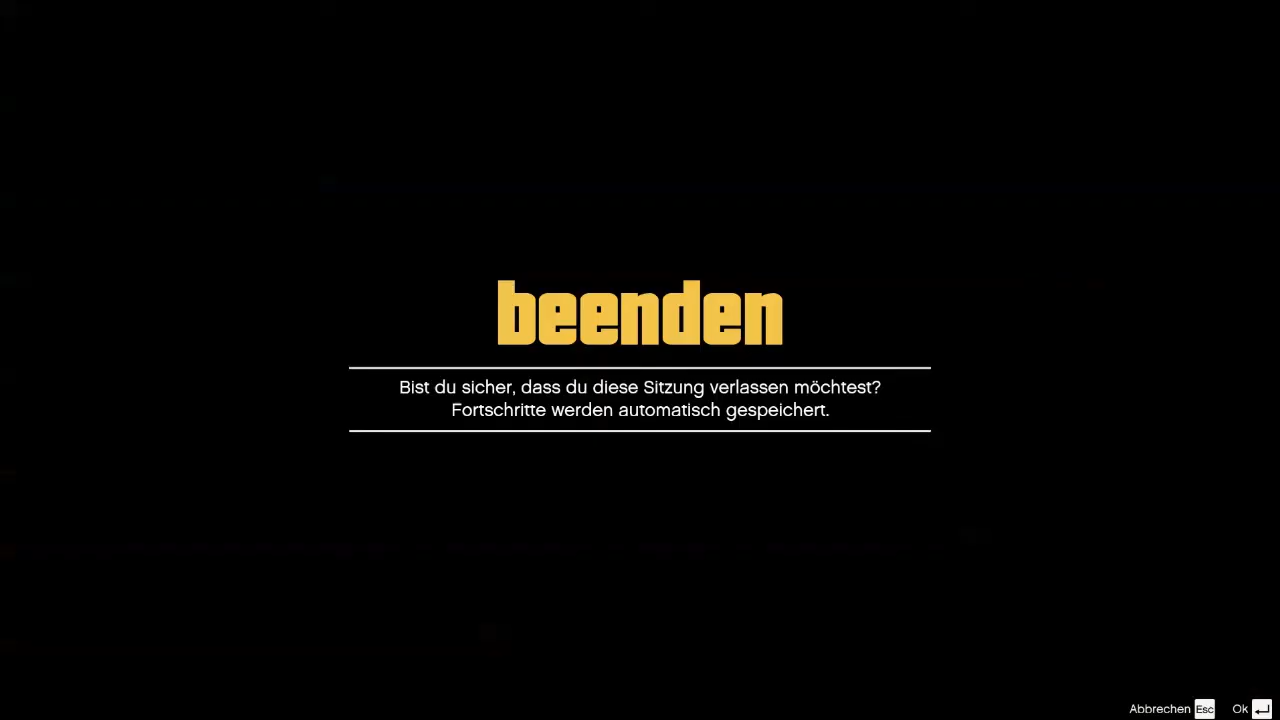 beenden
Bist du sicher, dass du diese Sitzung verlassen möchtest?
Fortschritte werden automatisch gespeichert.
Abbrechen Esc Ok